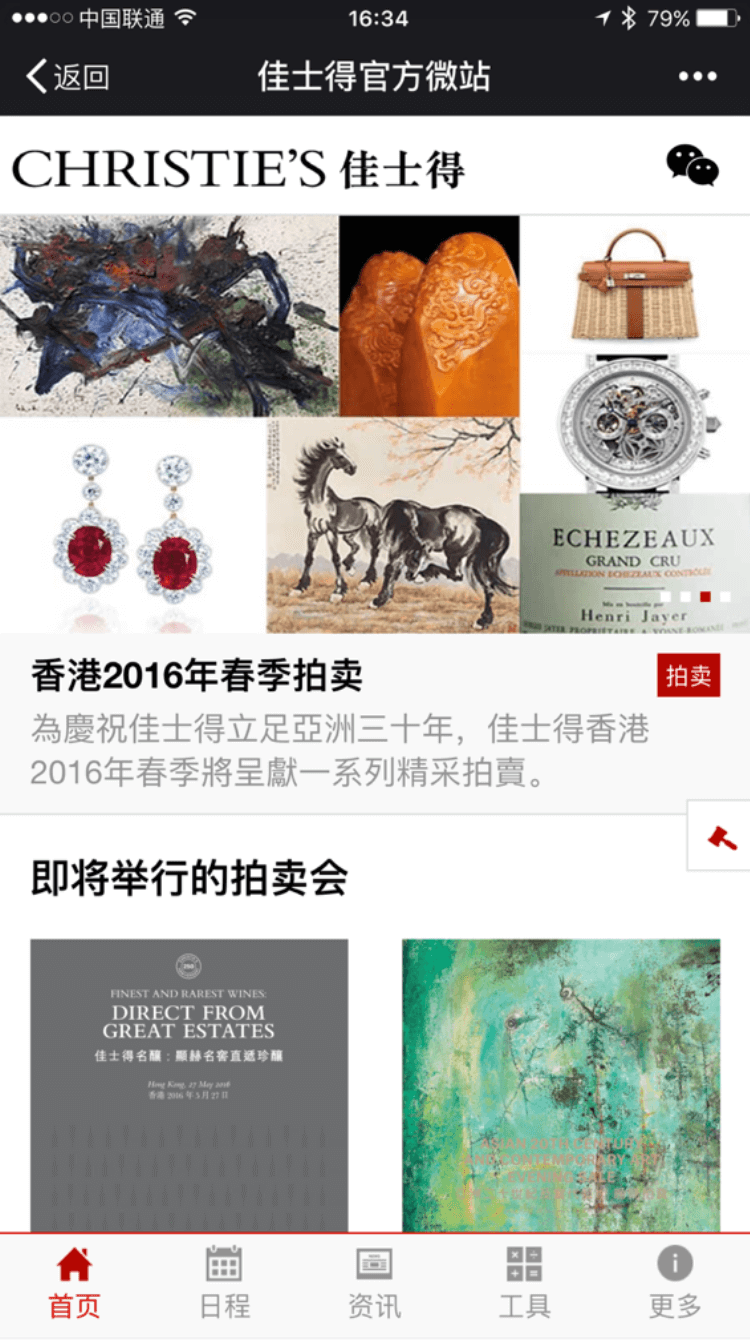 中国联通
16:34
79%
返回
佳士得官方微站
CHRISTIE'S 佳士得
ECHEZEAUX
GRAND CRU
APPELLATION ECHEZEAUX CONTRÔLÉE
Mis en bouteille par
Henri Jayer
香港2016年春季拍卖
拍卖
為慶祝佳士得立足亞洲三十年，佳士得香港
2016年春季將呈獻一系列精采拍賣。
即将举行的拍卖会
FINEST AND RAREST WINES:
DIRECT FROM
GREAT ESTATES
佳士得名釀：顯赫名窖直遞珍釀
Hong Kong, 27 May 2016
香港 2016 年 5 月 27 日
ASIAN 20TH CENTURY
AND CONTEMPORARY ART
EVENING SALE
首页
日程
资讯
工具
更多